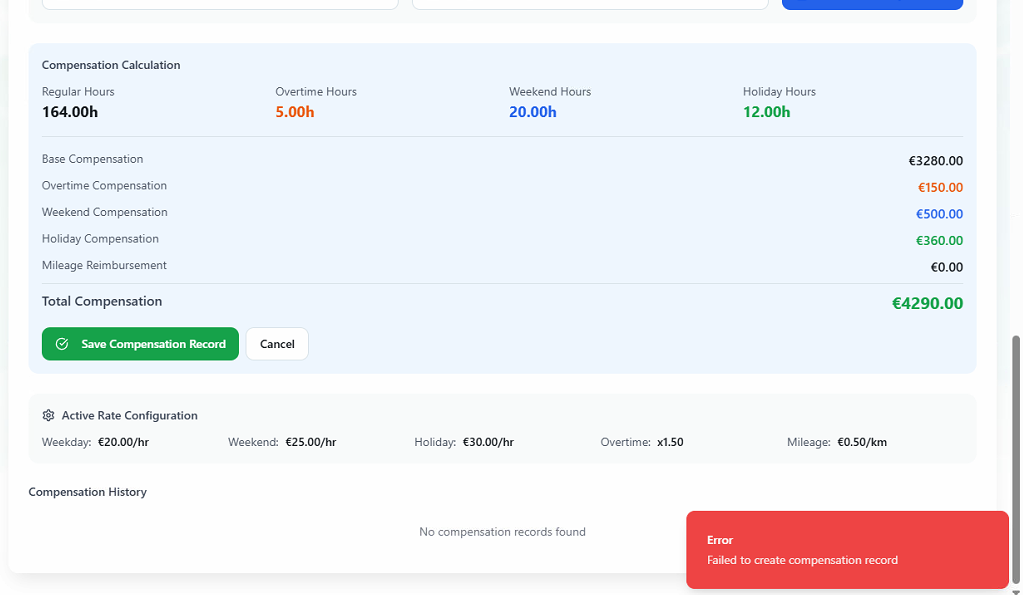 Compensation Calculation
Regular Hours Overtime Hours Weekend Hours Holiday Hours
164.00h 5.00h 20.00h 12.00h
Base Compensation €3280.00
Overtime Compensation €150.00
Weekend Compensation €500.00
Holiday Compensation €360.00
Mileage Reimbursement €0.00
Total Compensation €4290.00
Save Compensation Record Cancel
Active Rate Configuration
Weekday: €20.00/hr Weekend: €25.00/hr Holiday: €30.00/hr Overtime: x1.50 Mileage: €0.50/km
Compensation History
No compensation records found
Error
Failed to create compensation record